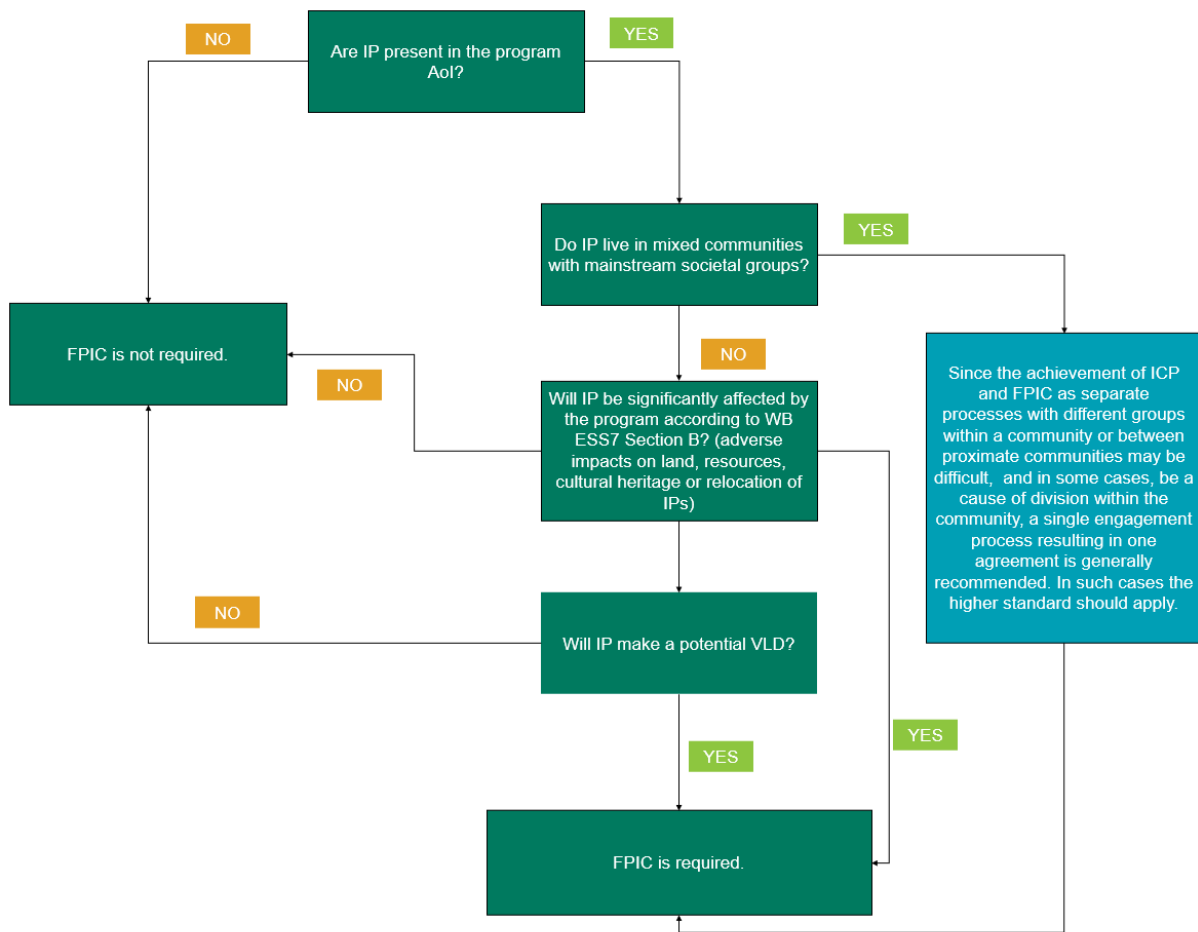 NO
YES
Are IP present in the program
AoI?
YES
Do IP live in mixed communities
with mainstream societal groups?
FPIC is not required.
NO
NO
Since the achievement of ICP
and FPIC as separate
processes with different groups
within a community or between
proximate communities may be
difficult, and in some cases, be a
cause of division within the
community, a single engagement
process resulting in one
agreement is generally
recommended. In such cases the
higher standard should apply.
Will IP be significantly affected by
the program according to WB
ESS7 Section B? (adverse
impacts on land, resources,
cultural heritage or relocation of
IPs)
NO
Will IP make a potential VLD?
YES
YES
FPIC is required.